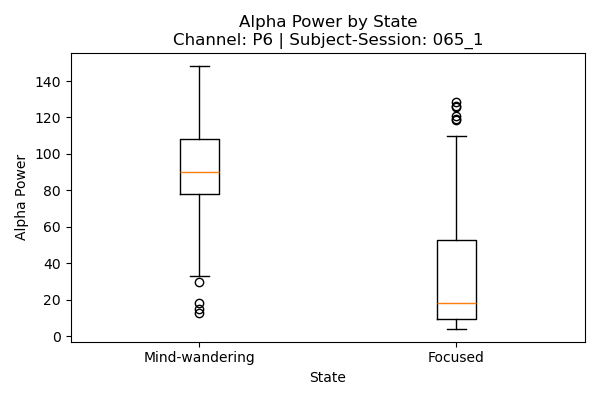 Alpha Power by State
Channel: P6 | Subject-Session: 065_1
140
120
100
80
60
40
20
0
Alpha Power
Mind-wandering
Focused
State